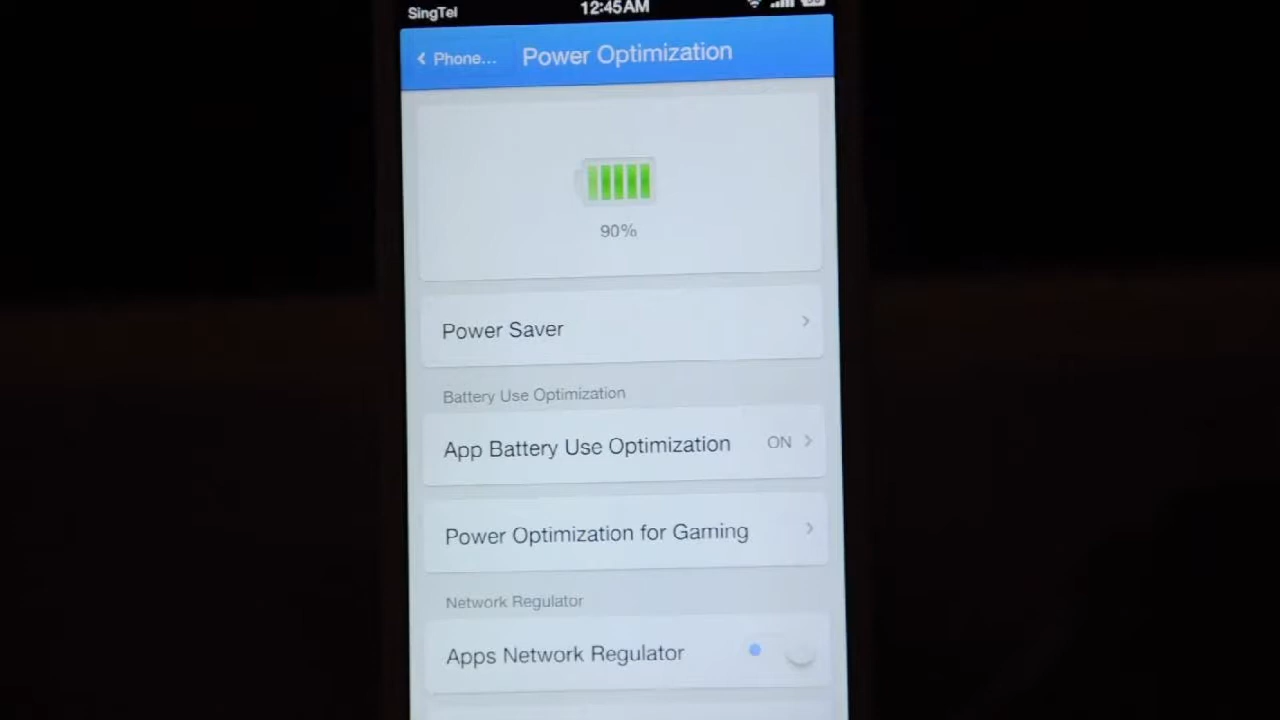 SingTel 12:45AM
Phone... Power Optimization
90%
Power Saver
Battery Use Optimization
App Battery Use Optimization ON
Power Optimization for Gaming
Network Regulator
Apps Network Regulator